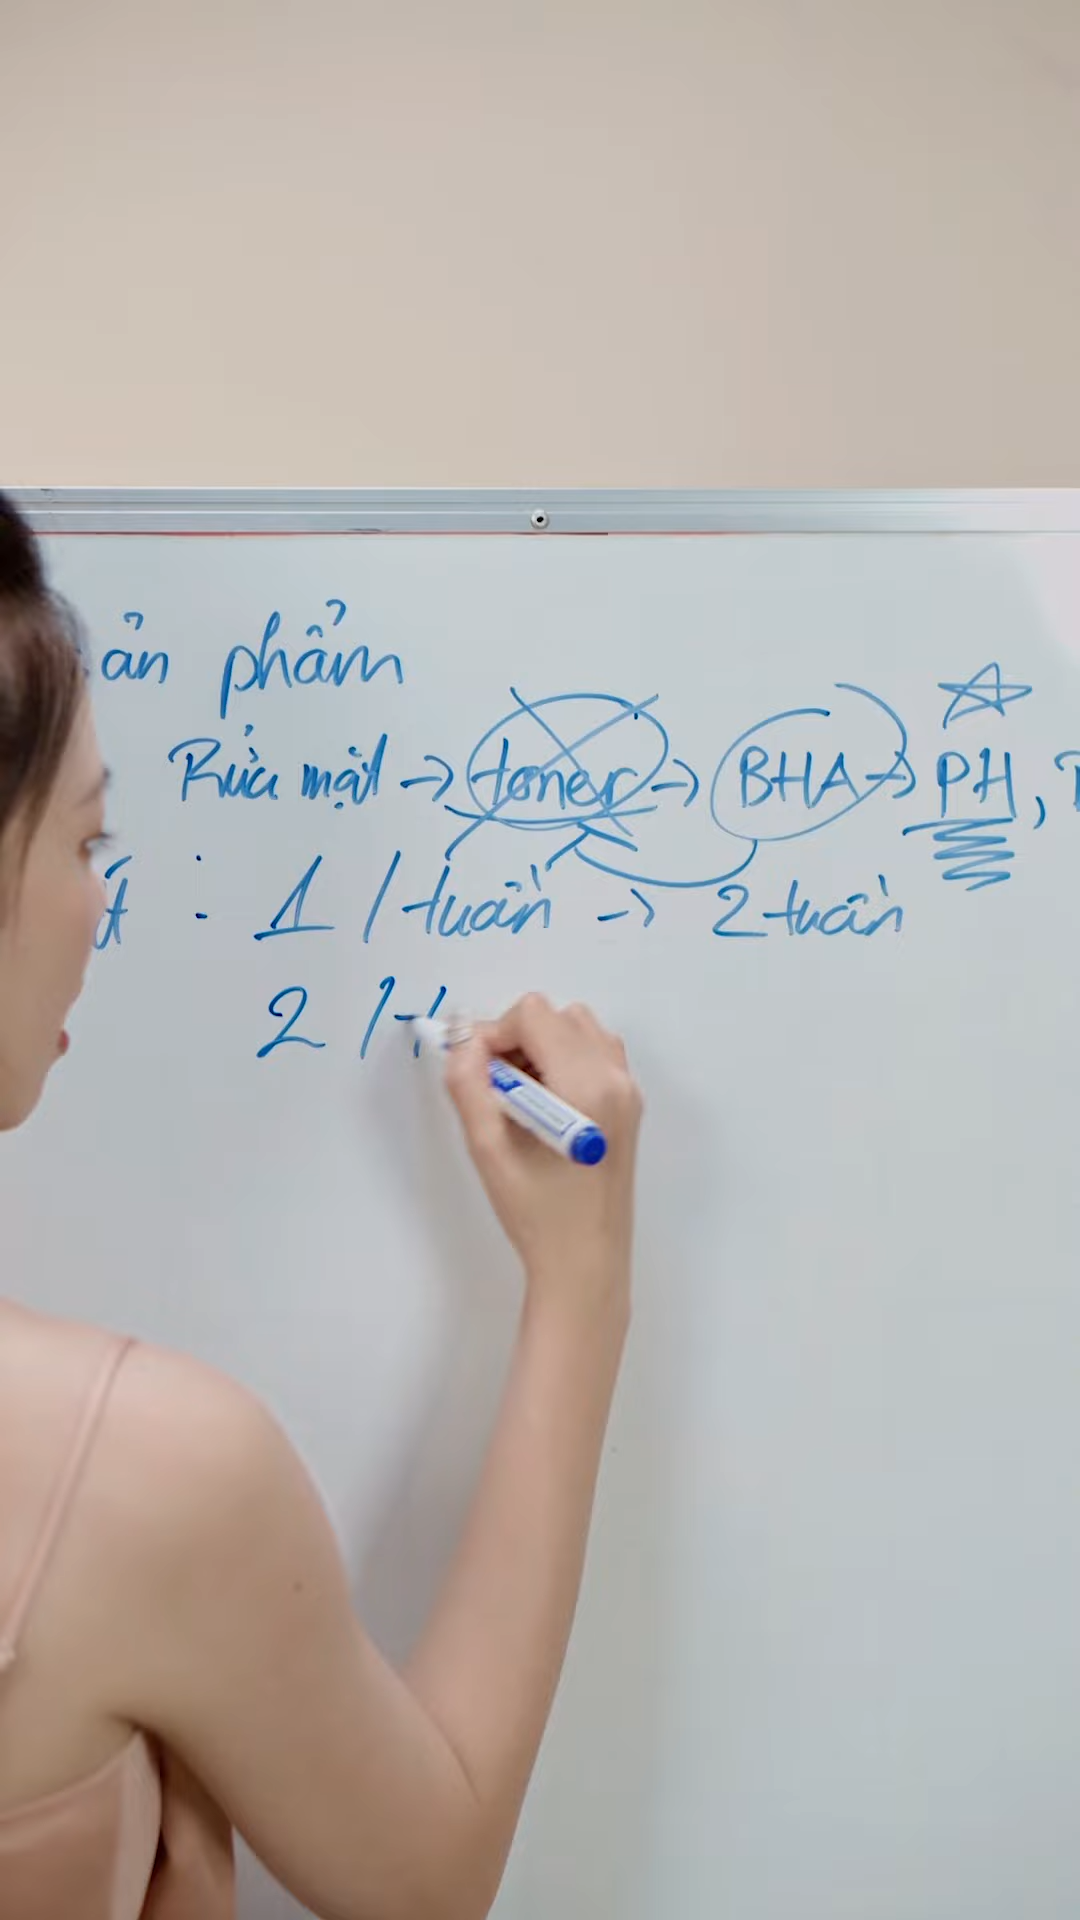 ản phẩm
Rửa mặt -> toner -> BHA -> PH,
: 1 / tuần -> 2 tuần
2 / t